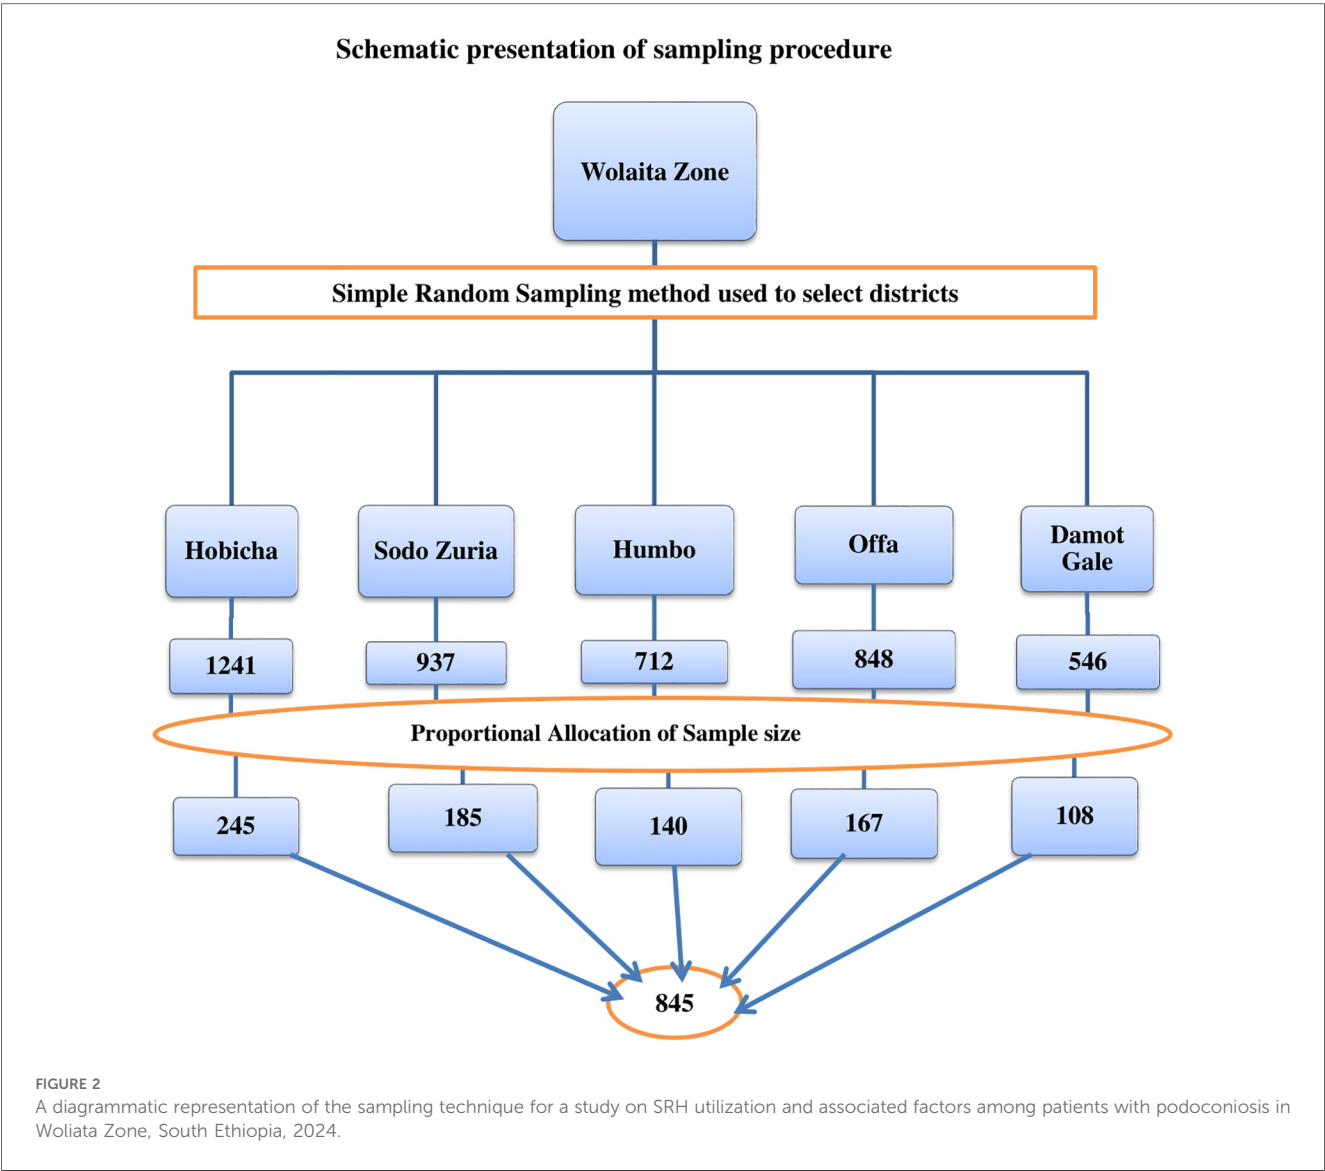 Schematic presentation of sampling procedure
Wolaita Zone
Simple Random Sampling method used to select districts
Hobicha
Sodo Zuria
Humbo
Offa
Damot
Gale
1241
937
712
848
546
Proportional Allocation of Sample size
245
185
140
167
108
845
FIGURE 2
A diagrammatic representation of the sampling technique for a study on SRH utilization and associated factors among patients with podoconiosis in
Woliata Zone, South Ethiopia, 2024.